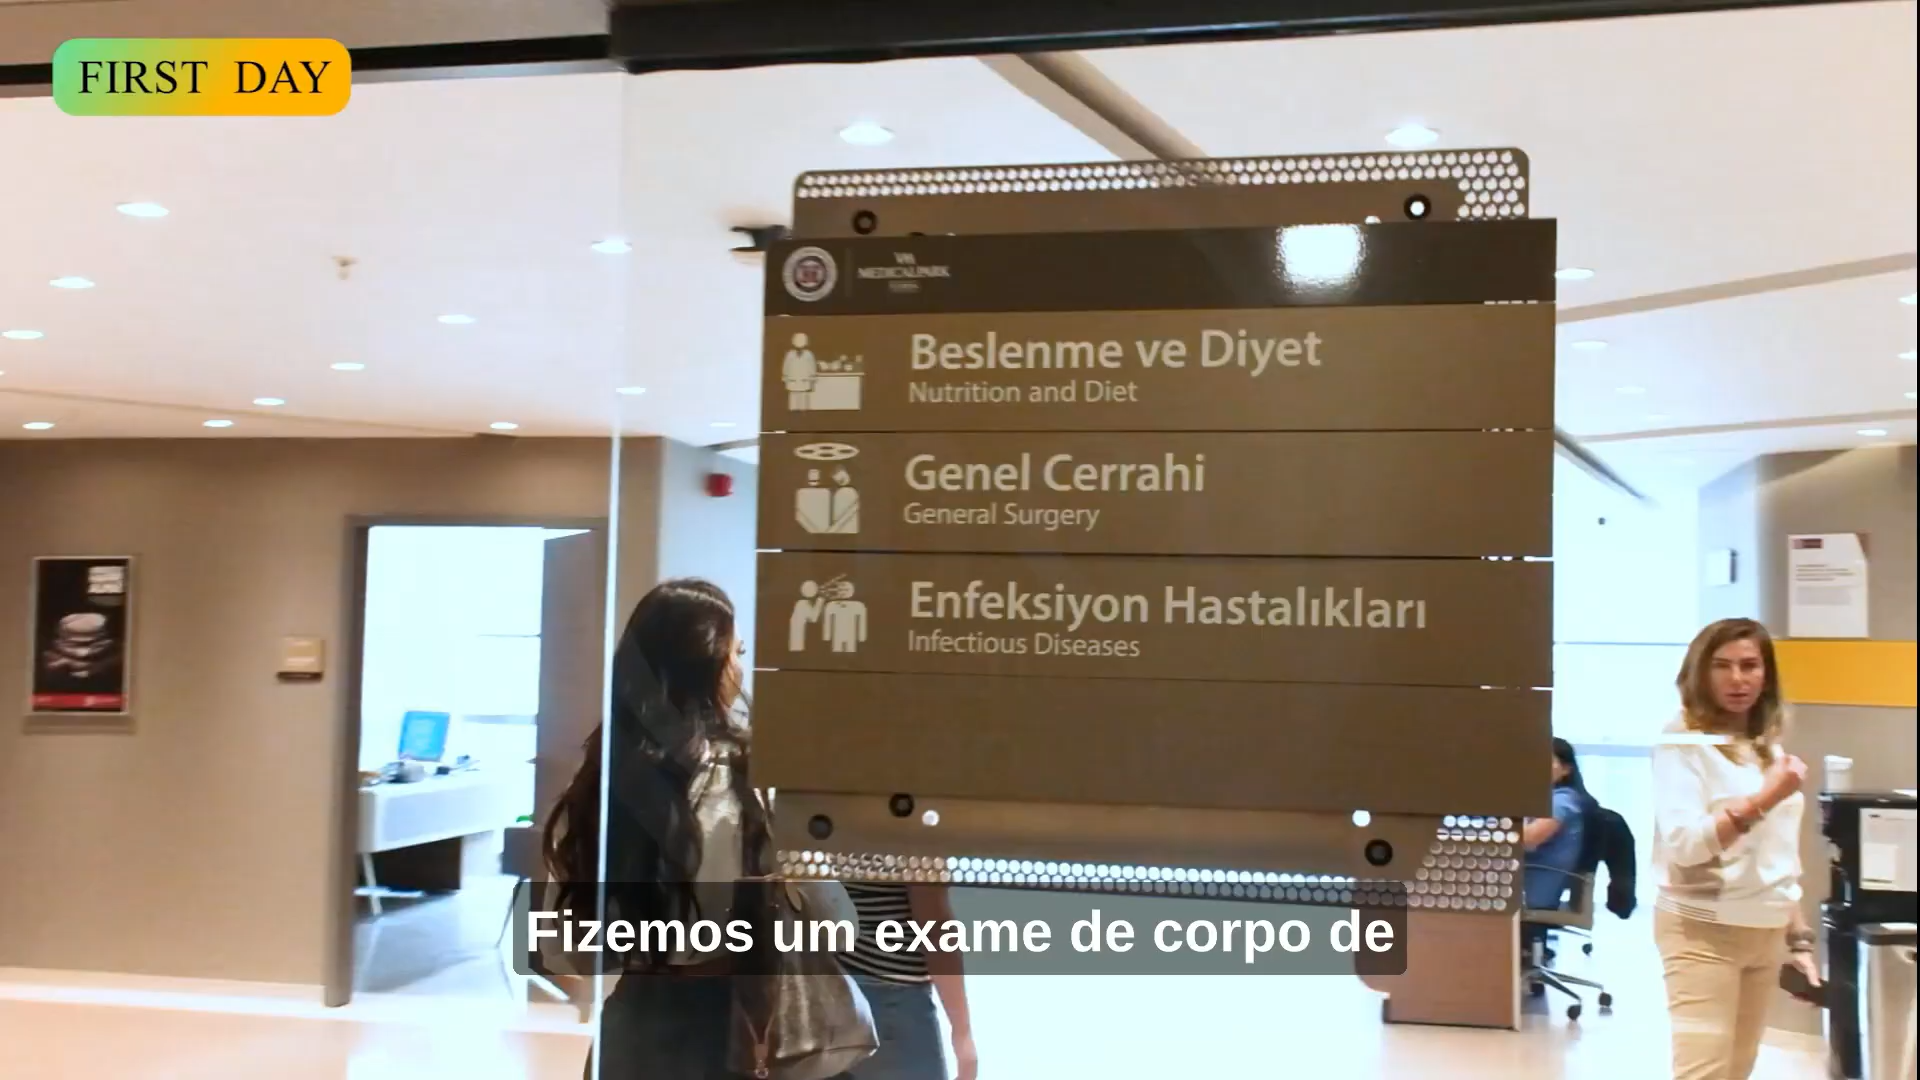 FIRST DAY
VM
MEDICALPARK
Beslenme ve Diyet
Nutrition and Diet
Genel Cerrahi
General Surgery
Enfeksiyon Hastalıkları
Infectious Diseases
Fizemos um exame de corpo de